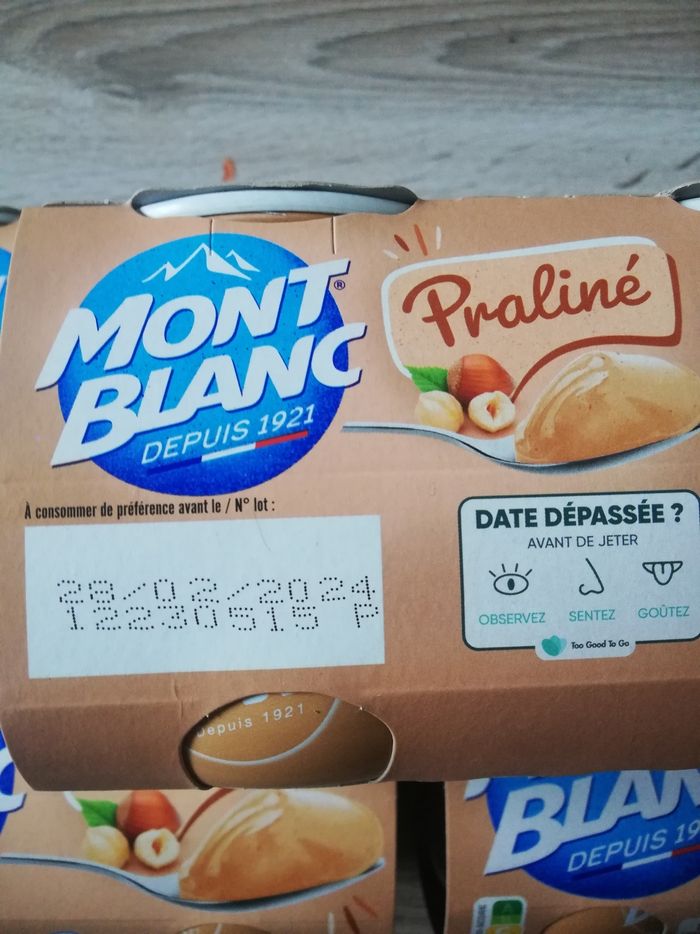 MONT
BLANC
DEPUIS 1921
®
Praliné
À consommer de préférence avant le / N° lot :
28/02/2024
12230515 P
DATE DÉPASSÉE ?
AVANT DE JETER
OBSERVEZ SENTEZ GOÛTEZ
Too Good To Go
Depuis 1921
BLAN
DEPUIS 19